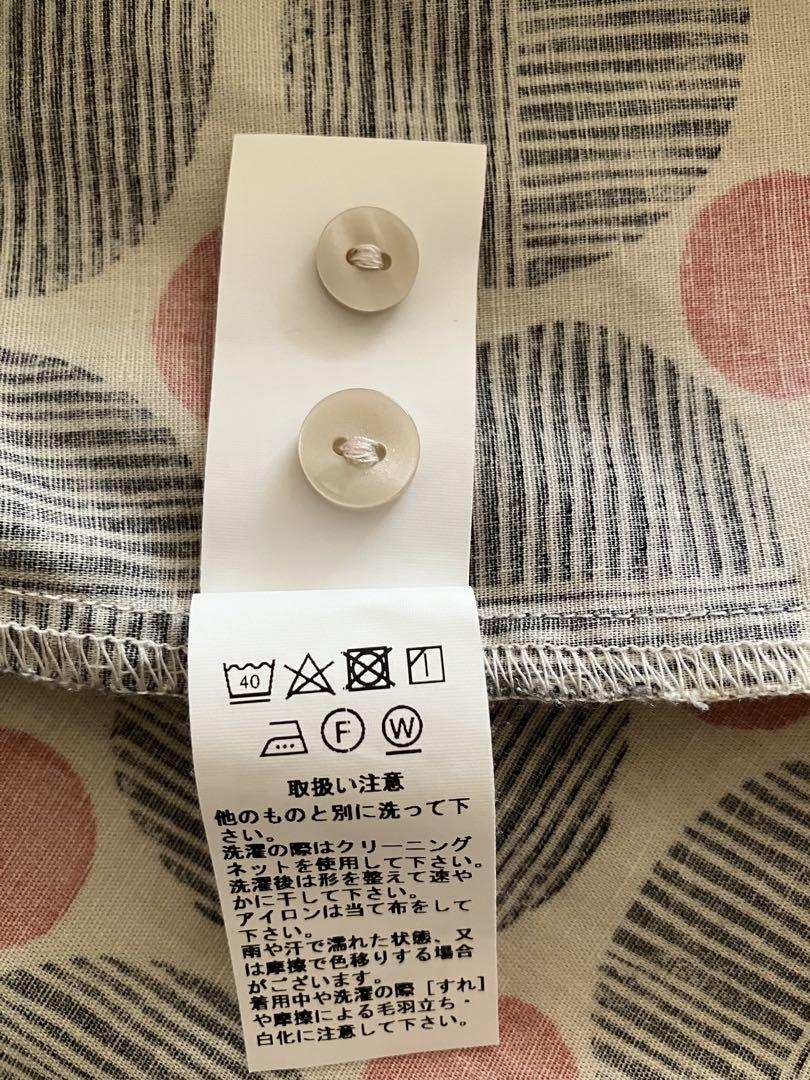 40
F W
取扱い注意
他のものと別に洗って下
さい。
洗濯の際はクリーニング
ネットを使用して下さい。
洗濯後は形を整えて速や
かに干して下さい。
アイロンは当て布をして
下さい。
雨や汗で濡れた状態、又
は摩擦で色移りする場合
がございます。
着用中や洗濯の際［すれ］
や摩擦による毛羽立ち・
白化に注意して下さい。